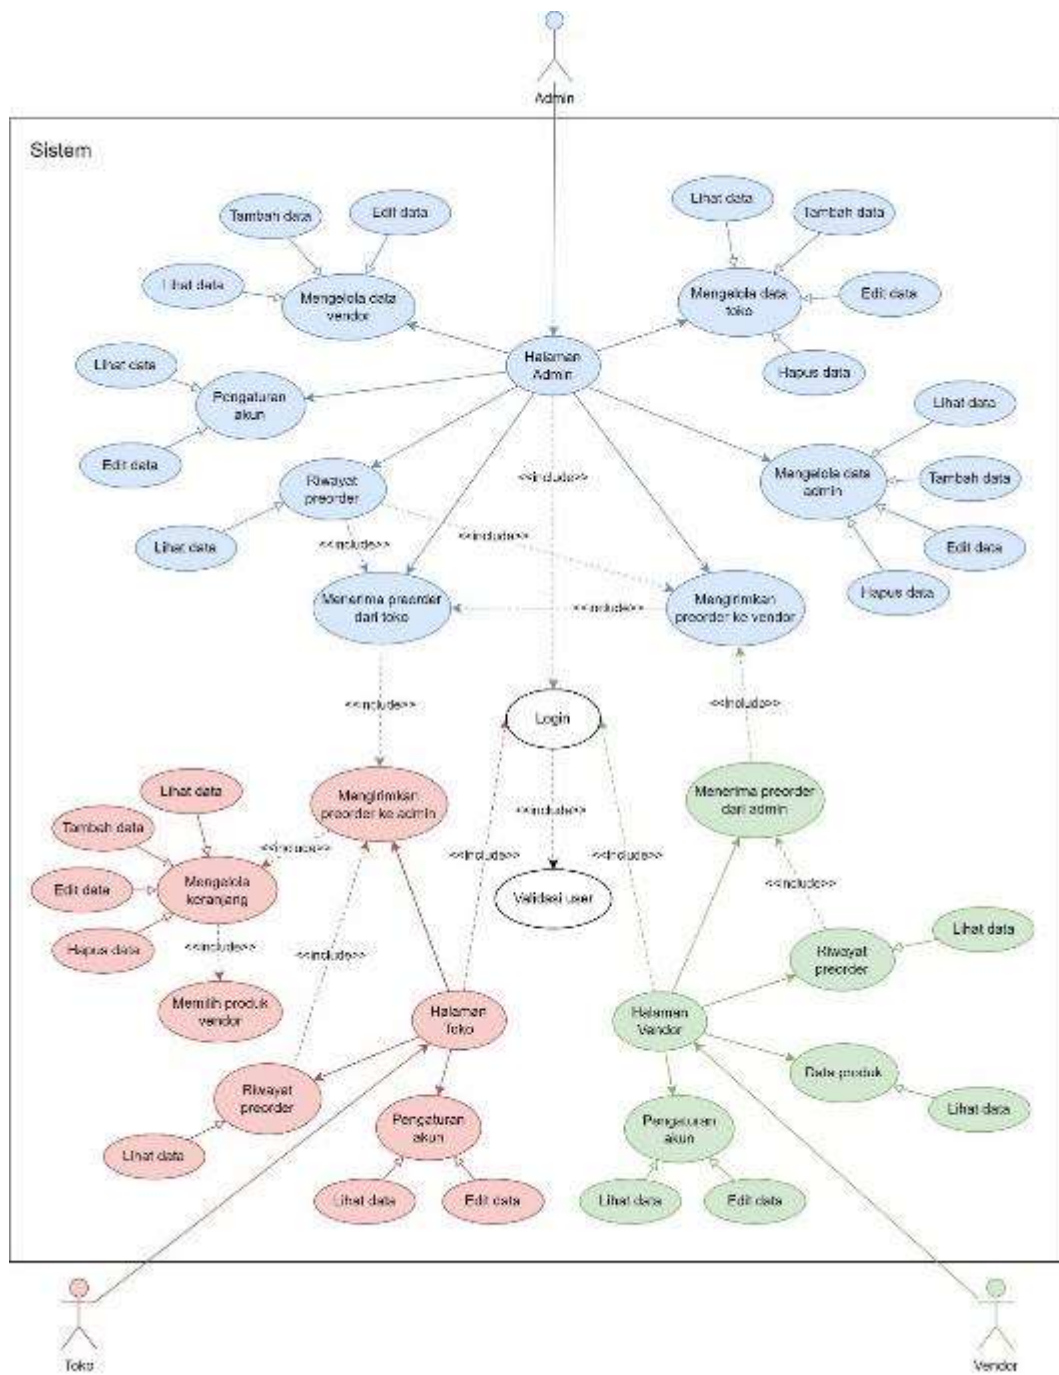 Admin
Sistem
Tambah data
Edit data
Lihat data
Mengelola data
vendor
Lihat data
Tambah data
Mengelola data
toko
Edit data
Hapus data
Halaman
Admin
Lihat data
Pengaturan
akun
Edit data
Riwayat
preorder
Lihat data
<<include>>
<<include>>
<<include>>
Lihat data
Mengelola data
admin
Tambah data
Edit data
Hapus data
Menerima preorder
dari toko
<<include>>
Mengirimkan
preorder ke vendor
<<include>>
Login
<<include>>
Lihat data
Tambah data
Edit data
Hapus data
Mengelola
keranjang
<<include>>
Mengirimkan
preorder ke admin
<<include>>
<<include>>
<<include>>
Validasi user
Menerima preorder
dari admin
<<include>>
<<include>>
<<include>>
Memilih produk
vendor
Halaman
Toko
Halaman
Vendor
Riwayat
preorder
Lihat data
Data produk
Lihat data
Riwayat
preorder
Lihat data
Pengaturan
akun
Lihat data
Edit data
Pengaturan
akun
Lihat data
Edit data
Toko
Vendor